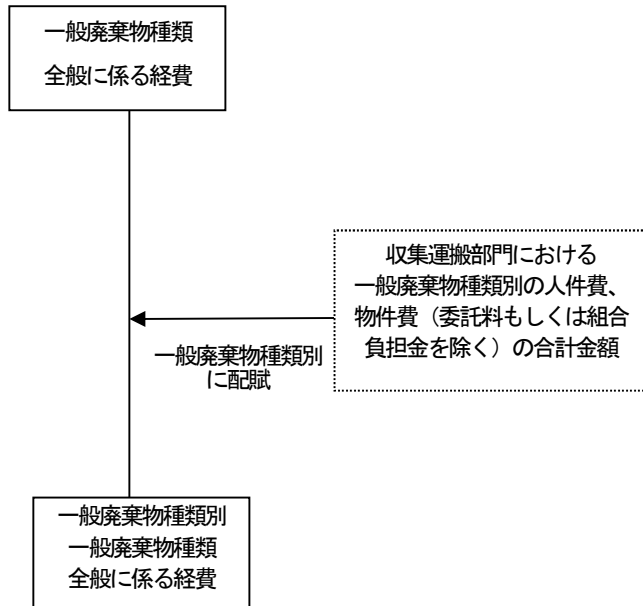 一般廃棄物種類
全般に係る経費
収集運搬部門における
一般廃棄物種類別の人件費、
物件費（委託料もしくは組合
負担金を除く）の合計金額
一般廃棄物種類別
に配賦
一般廃棄物種類別
一般廃棄物種類
全般に係る経費